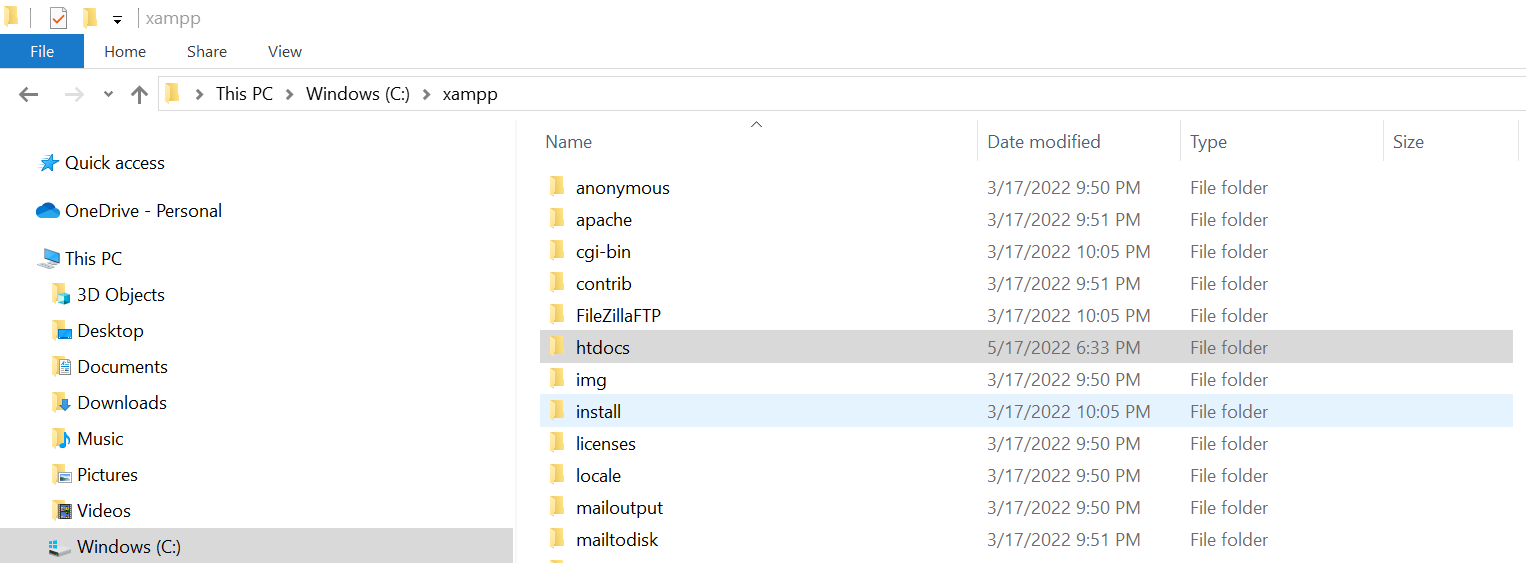 xampp
File Home Share View
This PC Windows (C:) xampp
Name Date modified Type Size
Quick access
OneDrive - Personal
This PC
3D Objects
Desktop
Documents
Downloads
Music
Pictures
Videos
Windows (C:)
anonymous 3/17/2022 9:50 PM File folder
apache 3/17/2022 9:51 PM File folder
cgi-bin 3/17/2022 10:05 PM File folder
contrib 3/17/2022 9:51 PM File folder
FileZillaFTP 3/17/2022 10:05 PM File folder
htdocs 5/17/2022 6:33 PM File folder
img 3/17/2022 9:50 PM File folder
install 3/17/2022 10:05 PM File folder
licenses 3/17/2022 9:50 PM File folder
locale 3/17/2022 9:50 PM File folder
mailoutput 3/17/2022 9:50 PM File folder
mailtodisk 3/17/2022 9:51 PM File folder